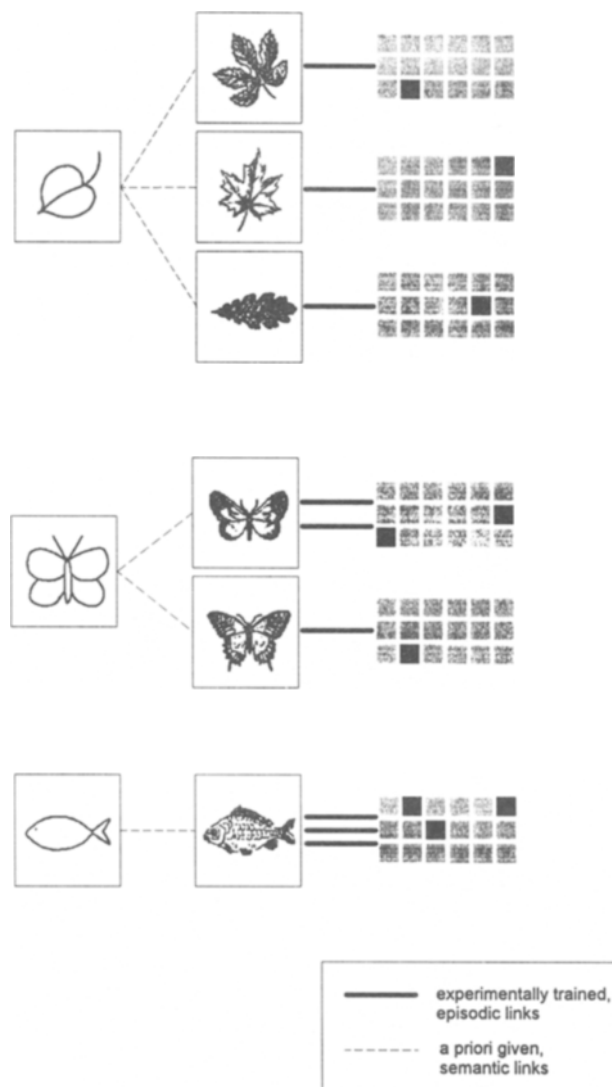 experimentally trained,
episodic links
a priori given,
semantic links